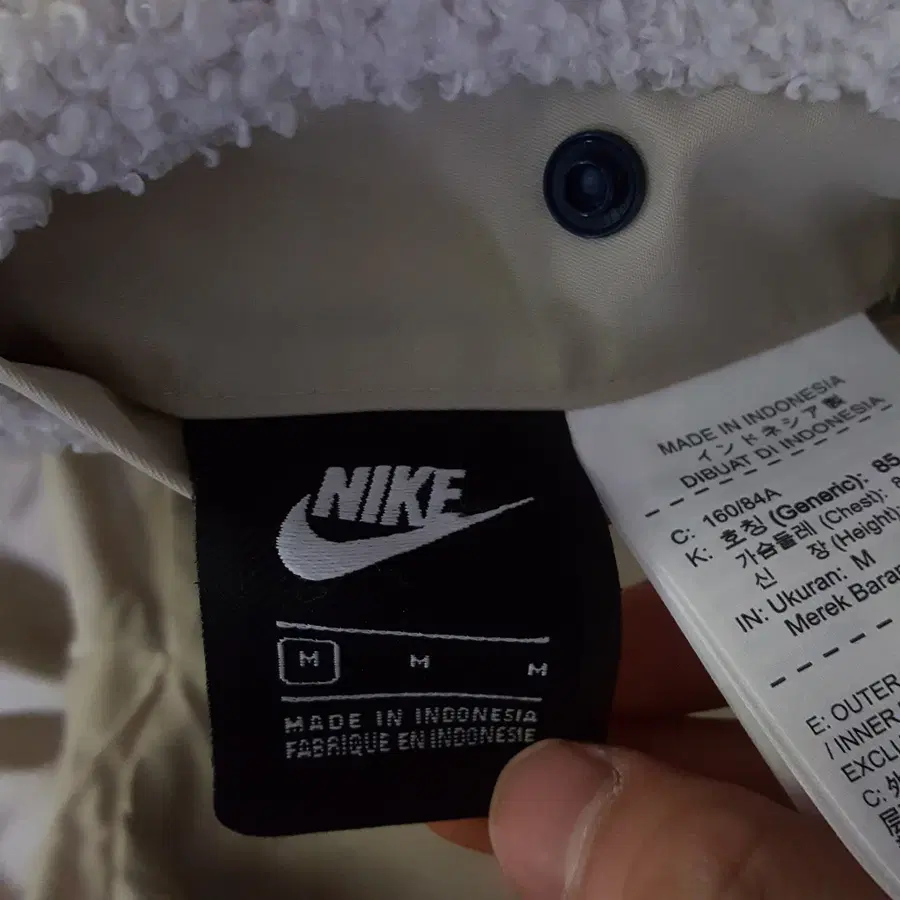 NIKE
M M M
MADE IN INDONESIA
FABRIQUE EN INDONESIE
MADE IN INDONESIA
インドネシア製
DIBUAT DI INDONESIA
C: 160/84A
K: 호칭 (Generic): 85
가슴둘레 (Chest):
신 장 (Height):
IN: Ukuran: M
Merek
E: OUTER
/ INNER
C: 外